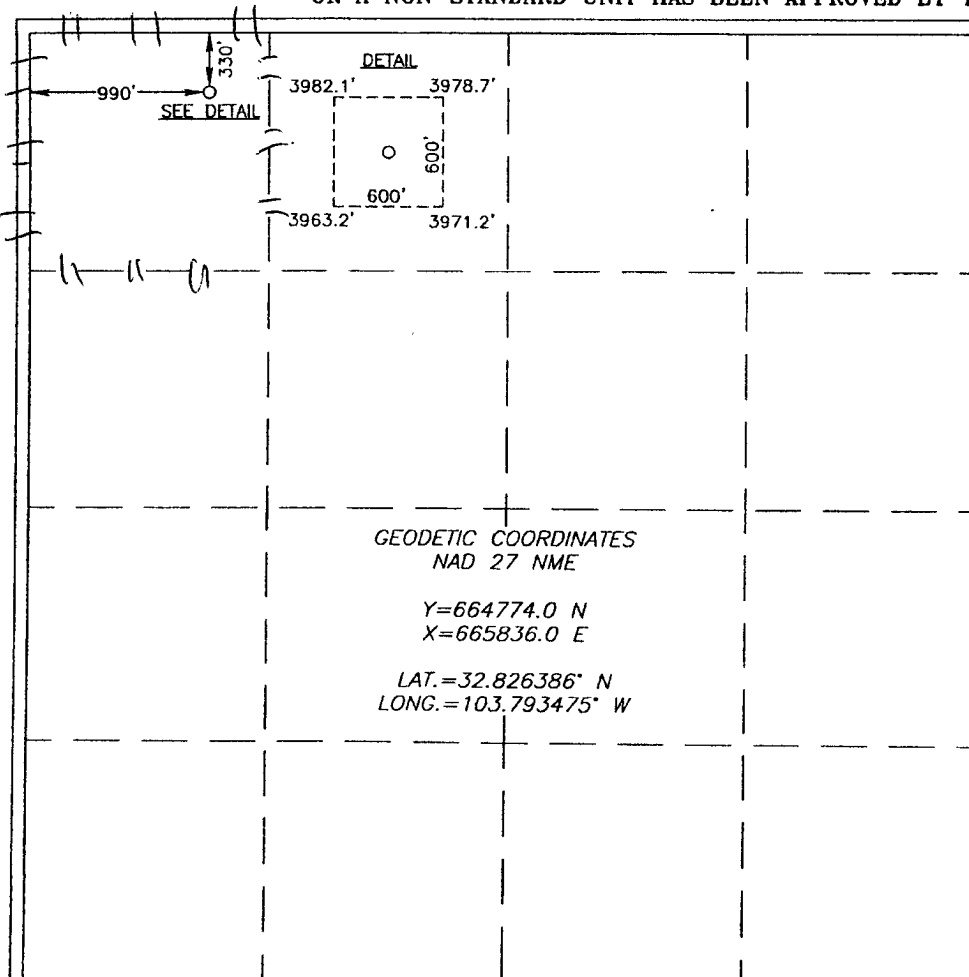 OR A NON-STANDARD UNIT HAS BEEN APPROVED BY
330'
990'
SEE DETAIL
DETAIL
3982.1' 3978.7'
600'
600'
3963.2' 3971.2'
GEODETIC COORDINATES
NAD 27 NME
Y=664774.0 N
X=665836.0 E
LAT.=32.826386° N
LONG.=103.793475° W